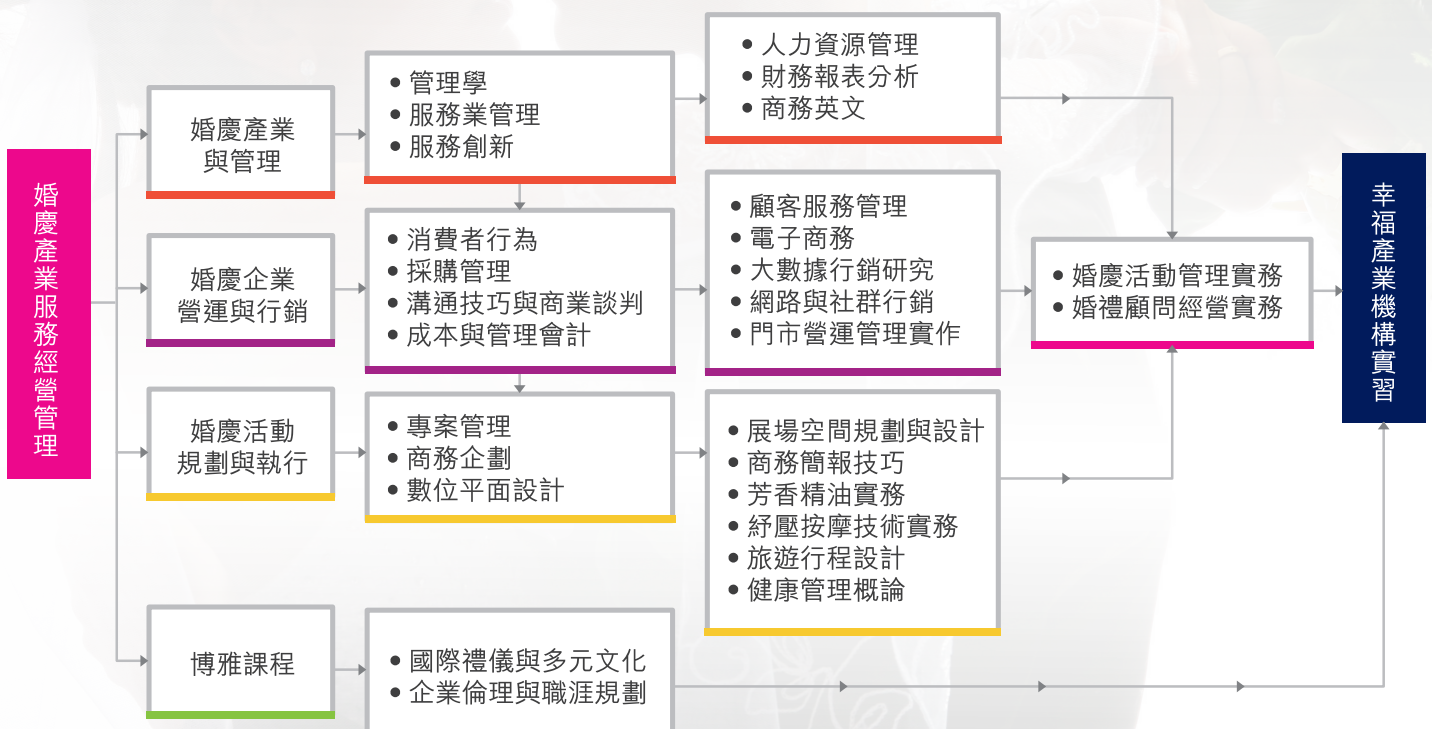 婚慶產業服務經營管理
婚慶產業
與管理
• 管理學
• 服務業管理
• 服務創新
• 人力資源管理
• 財務報表分析
• 商務英文
婚慶企業
營運與行銷
• 消費者行為
• 採購管理
• 溝通技巧與商業談判
• 成本與管理會計
• 顧客服務管理
• 電子商務
• 大數據行銷研究
• 網路與社群行銷
• 門市營運管理實作
婚慶活動
規劃與執行
• 專案管理
• 商務企劃
• 數位平面設計
• 展場空間規劃與設計
• 商務簡報技巧
• 芳香精油實務
• 紓壓按摩技術實務
• 旅遊行程設計
• 健康管理概論
博雅課程
• 國際禮儀與多元文化
• 企業倫理與職涯規劃
• 婚慶活動管理實務
• 婚禮顧問經營實務
幸福產業機構實習